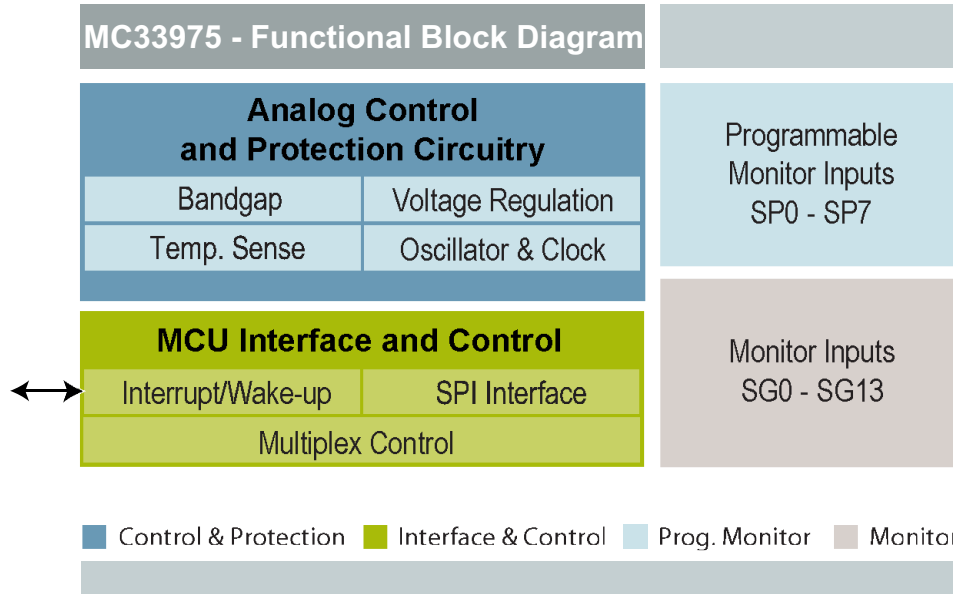 MC33975 - Functional Block Diagram
Analog Control
and Protection Circuitry
Bandgap
Voltage Regulation
Temp. Sense
Oscillator & Clock
MCU Interface and Control
Interrupt/Wake-up
SPI Interface
Multiplex Control
Programmable
Monitor Inputs
SP0 - SP7
Monitor Inputs
SG0 - SG13
Control & Protection
Interface & Control
Prog. Monitor
Monitor